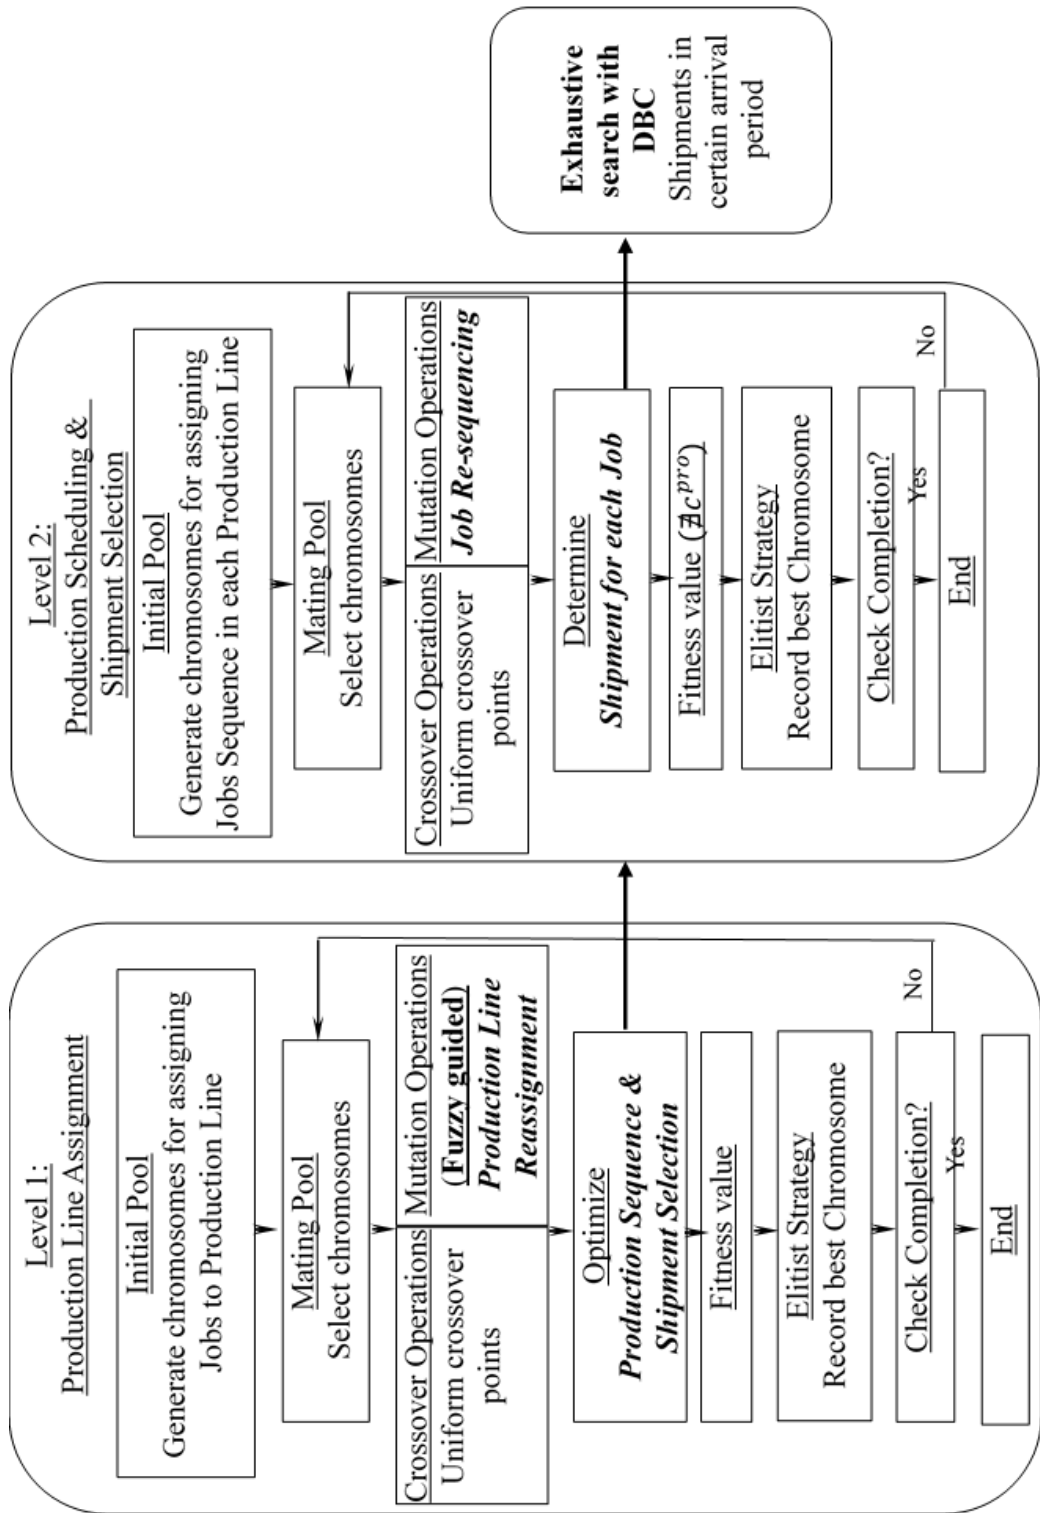 Level 1:
Production Line Assignment
Initial Pool
Generate chromosomes for assigning
Jobs to Production Line
Mating Pool
Select chromosomes
Crossover Operations
Uniform crossover
points
Mutation Operations
(Fuzzy guided)
Production Line
Reassignment
Optimize
Production Sequence &
Shipment Selection
Fitness value
Elitist Strategy
Record best Chromosome
Check Completion?
No
Yes
End
Level 2:
Production Scheduling &
Shipment Selection
Initial Pool
Generate chromosomes for assigning
Jobs Sequence in each Production Line
Mating Pool
Select chromosomes
Crossover Operations
Uniform crossover
points
Mutation Operations
Job Re-sequencing
Determine
Shipment for each Job
Fitness value (∄c^pro)
Elitist Strategy
Record best Chromosome
Check Completion?
No
Yes
End
Exhaustive
search with
DBC
Shipments in
certain arrival
period